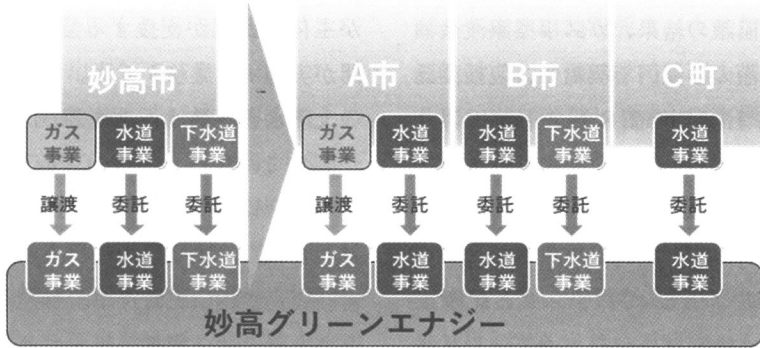 妙高市 A市 B市 C町
ガス事業 水道事業 下水道事業 ガス事業 水道事業 水道事業 下水道事業 水道事業
譲渡 委託 委託 譲渡 委託 委託 委託 委託
ガス事業 水道事業 下水道事業 ガス事業 水道事業 水道事業 下水道事業 水道事業
妙高グリーンエナジー